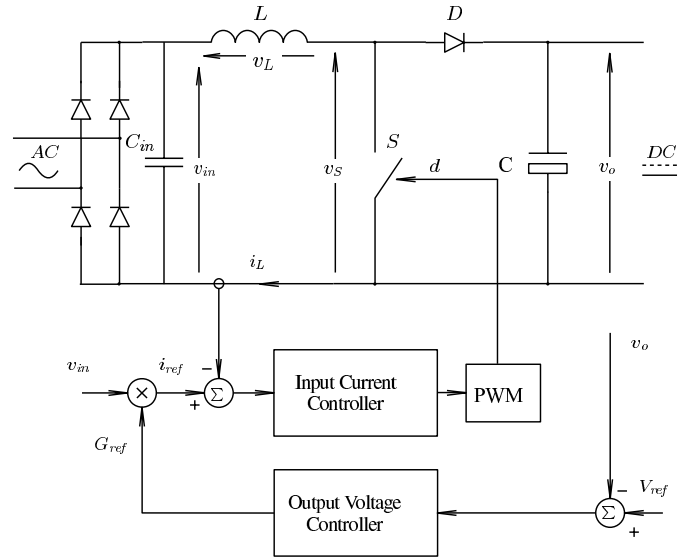 L
D
v_L
AC
C_in
v_in
v_S
S
d
C
v_o
DC
i_L
v_in
i_ref
−
+
×
Σ
Input Current
Controller
PWM
v_o
G_ref
Output Voltage
Controller
−
Σ
V_ref
+